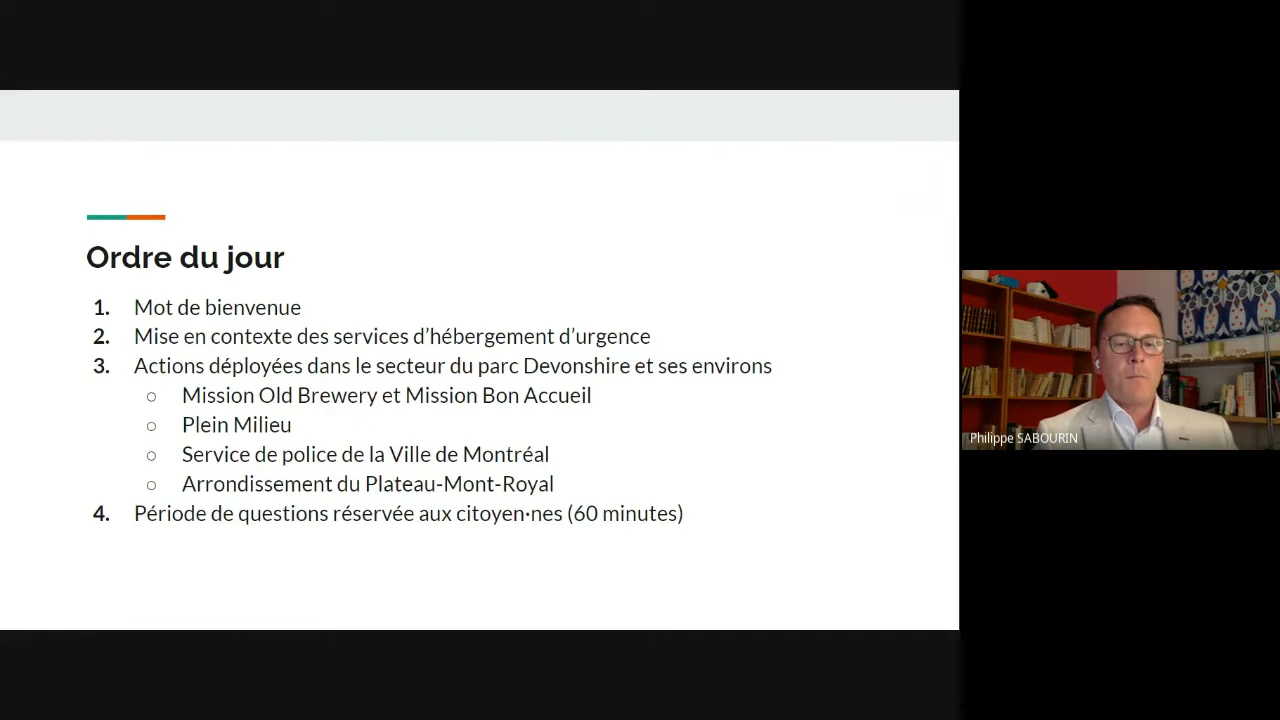 Ordre du jour
1. Mot de bienvenue
2. Mise en contexte des services d’hébergement d’urgence
3. Actions déployées dans le secteur du parc Devonshire et ses environs
○ Mission Old Brewery et Mission Bon Accueil
○ Plein Milieu
○ Service de police de la Ville de Montréal
○ Arrondissement du Plateau-Mont-Royal
4. Période de questions réservée aux citoyen·nes (60 minutes)
Philippe SABOURIN